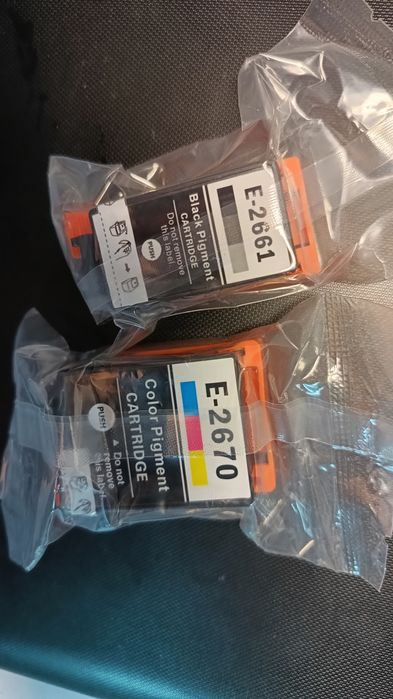 E-2661
Black Pigment
CARTRIDGE
Do not remove
this label
PUSH
E-2670
Color Pigment
CARTRIDGE
PUSH
▲ Do not
remove
this label